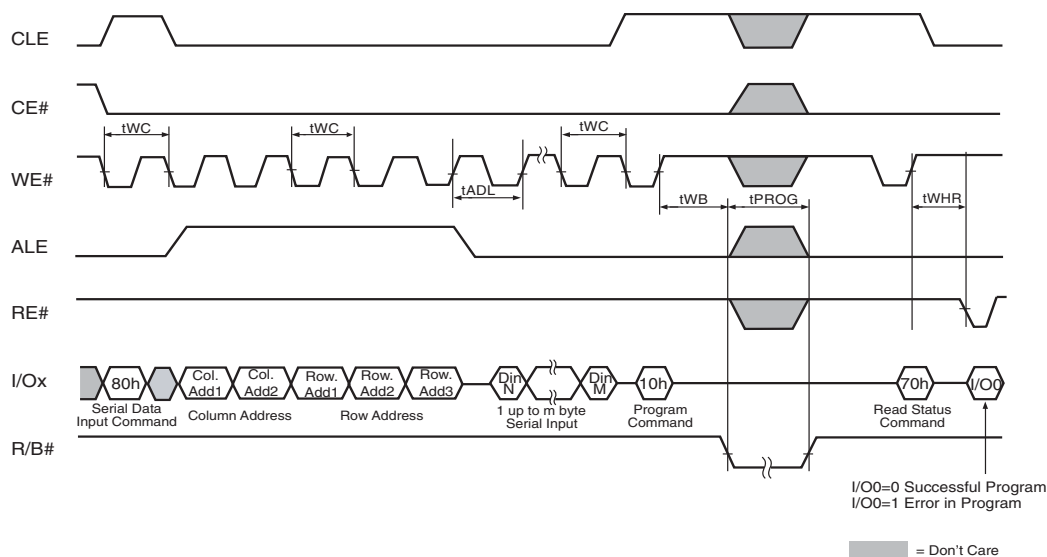 CLE
CE#
tWC
tWC
tWC
WE#
tADL
tWB
tPROG
tWHR
ALE
RE#
I/Ox
80h
Col.
Add1
Col.
Add2
Row.
Add1
Row.
Add2
Row.
Add3
Din
N
Din
M
10h
70h
I/O0
Serial Data
Input Command
Column Address
Row Address
1 up to m byte
Serial Input
Program
Command
Read Status
Command
R/B#
I/O0=0 Successful Program
I/O0=1 Error in Program
= Don't Care